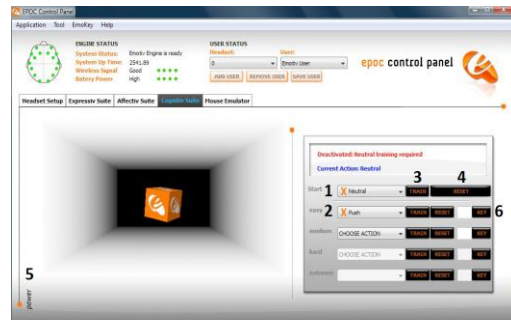 EPOC Control Panel
Application Tool EmoKey Help
ENGINE STATUS
System Status: Emotiv Engine is ready
System Up Time: 2541.89
Wireless Signal Good
Battery Power High
USER STATUS
Headset: User:
0 Emotiv User
ADD USER REMOVE USER SAVE USER
epoc control panel
Headset Setup Expressiv Suite Affectiv Suite Cognitiv Suite Mouse Emulator
Deactivated: Neutral training required
Current Action: Neutral
3 4
Start 1 Neutral TRAIN RESET
easy 2 Push TRAIN RESET KEY 6
medium CHOOSE ACTION TRAIN RESET KEY
hard CHOOSE ACTION TRAIN RESET KEY
extreme TRAIN RESET KEY
5
power